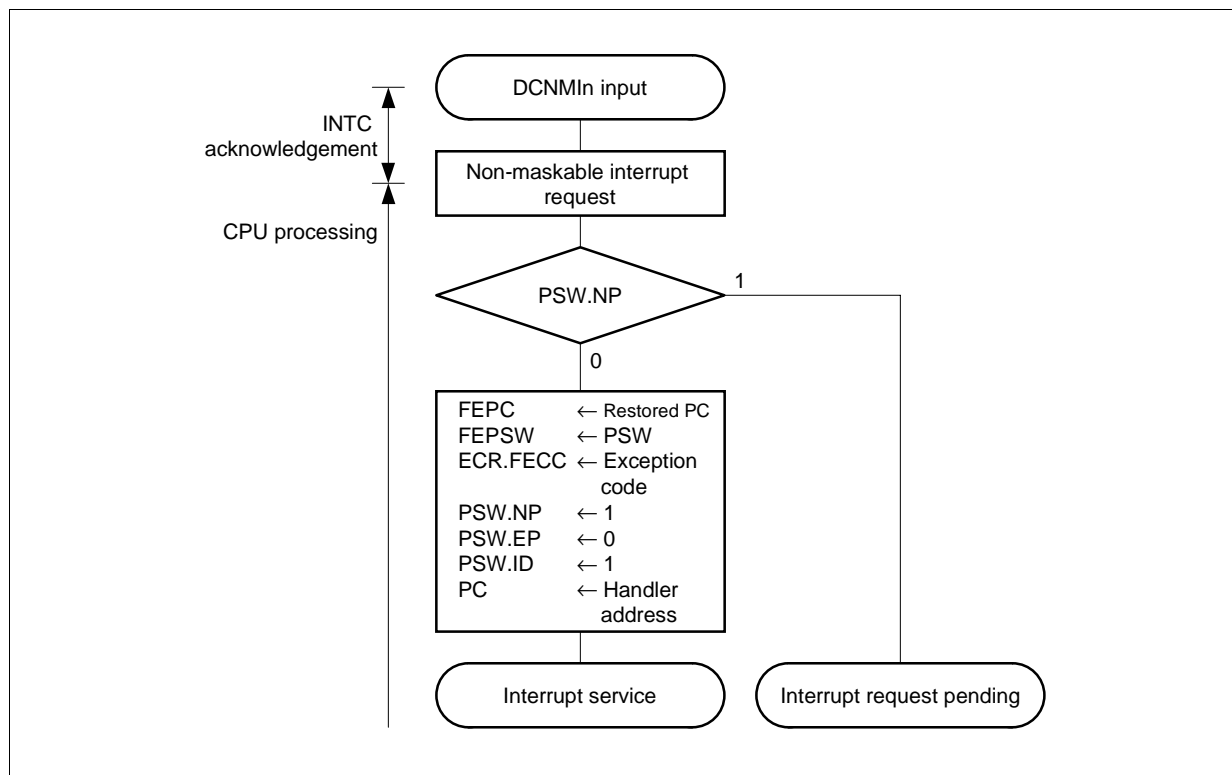 DCNMIn input
INTC
acknowledgement
Non-maskable interrupt
request
CPU processing
PSW.NP
1
0
FEPC ← Restored PC
FEPSW ← PSW
ECR.FECC ← Exception
code
PSW.NP ← 1
PSW.EP ← 0
PSW.ID ← 1
PC ← Handler
address
Interrupt service
Interrupt request pending